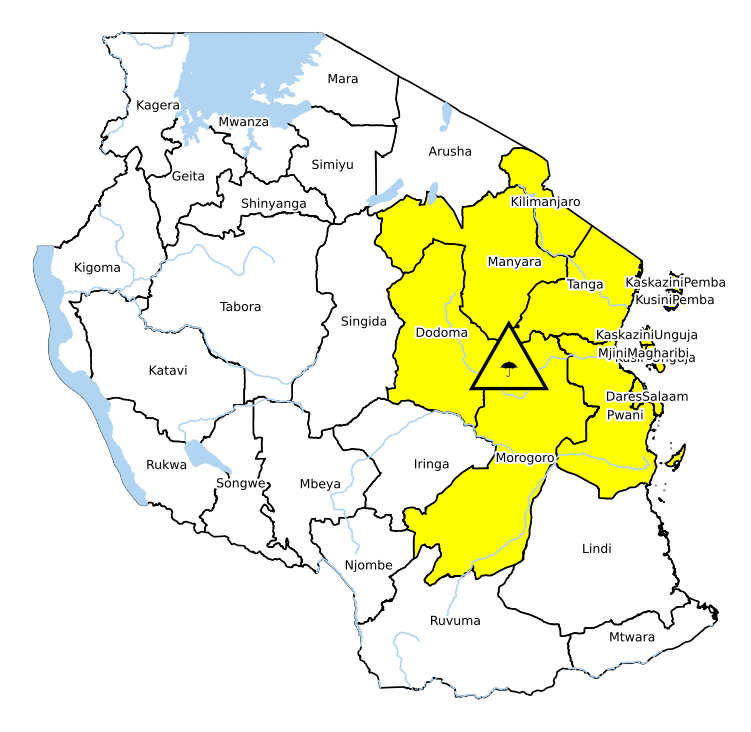 Mara
Kagera
Mwanza
Arusha
Simiyu
Geita
Kilimanjaro
Shinyanga
Manyara
Kigoma
KaskaziniPemba
Tanga
KusiniPemba
Tabora
Singida
Dodoma
KaskaziniUnguja
MjiniMagharibi
KusiniUnguja
Katavi
DaresSalaam
Pwani
Morogoro
Rukwa
Iringa
Songwe
Mbeya
Lindi
Njombe
Ruvuma
Mtwara